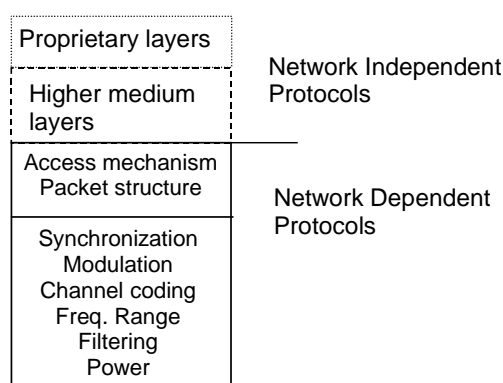 Proprietary layers
Higher medium
layers
Network Independent
Protocols
Access mechanism
Packet structure
Network Dependent
Protocols
Synchronization
Modulation
Channel coding
Freq. Range
Filtering
Power